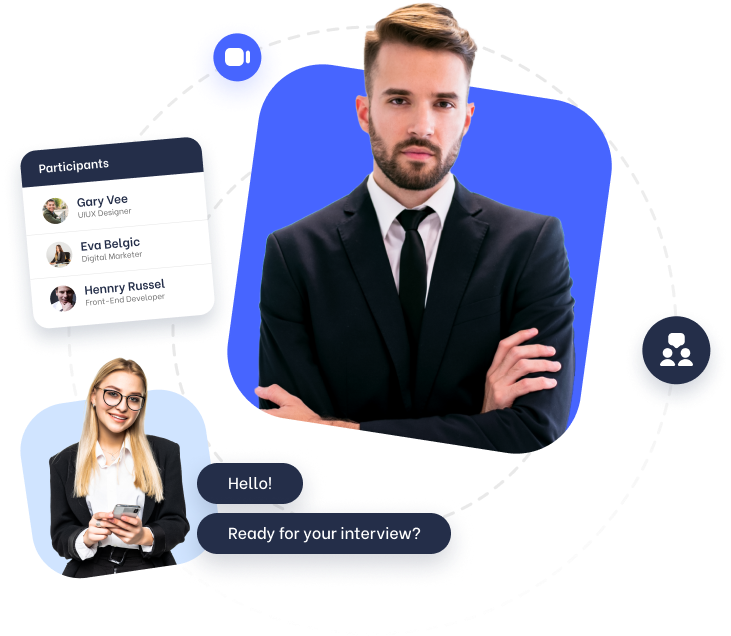 Participants
Gary Vee
UIUX Designer
Eva Belgic
Digital Marketer
Hennry Russel
Front-End Developer
Hello!
Ready for your interview?